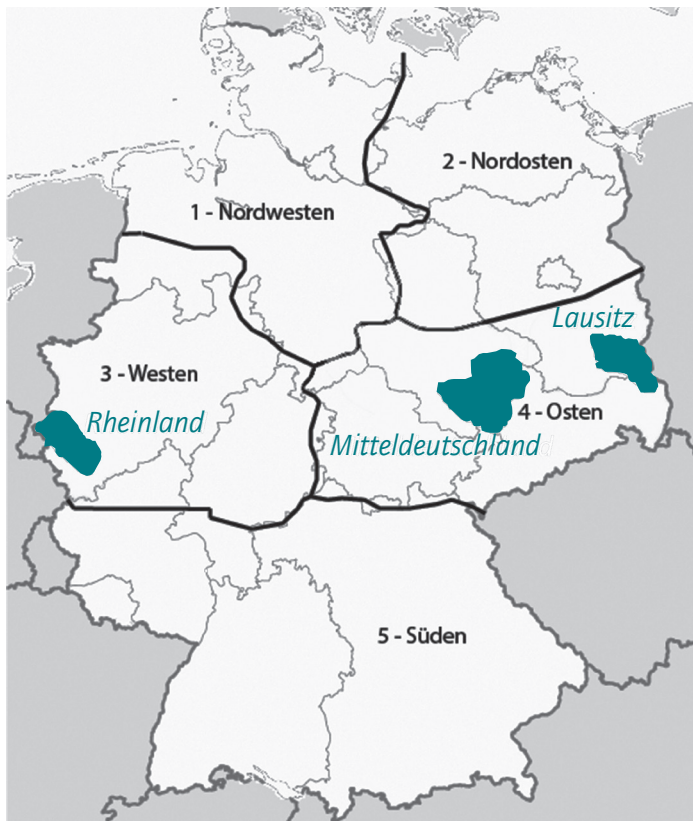 2 - Nordosten
1 - Nordwesten
Lausitz
3 - Westen
Rheinland
4 - Osten
Mitteldeutschland
5 - Süden